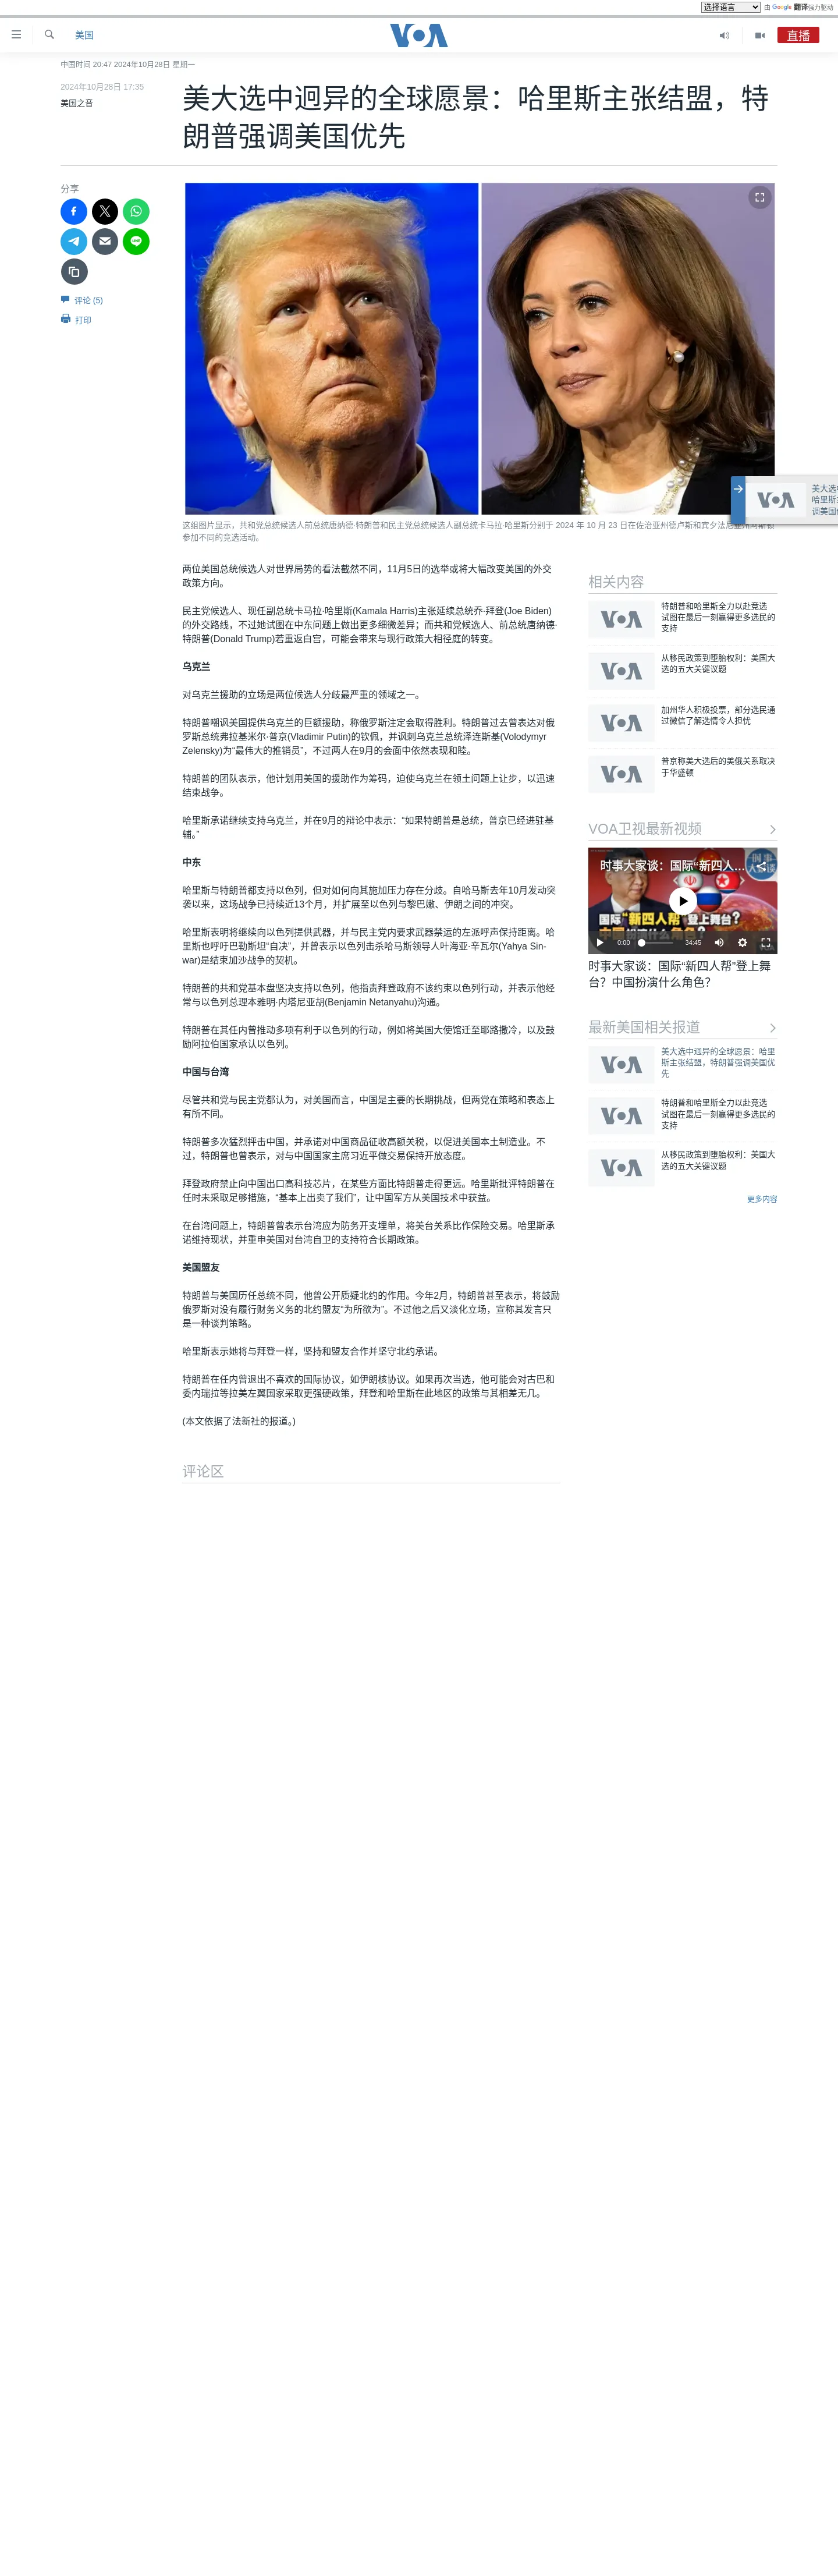 选择语言 由 Google 翻译强力驱动
美国
VOA
直播
中国时间 20:47 2024年10月28日 星期一
2024年10月28日 17:35
美国之音
美大选中迥异的全球愿景：哈里斯主张结盟，特
朗普强调美国优先
分享
评论 (5)
打印
这组图片显示，共和党总统候选人前总统唐纳德·特朗普和民主党总统候选人副总统卡马拉·哈里斯分别于 2024 年 10 月 23 日在佐治亚州德卢斯和宾夕法尼亚州阿斯顿
参加不同的竞选活动。
两位美国总统候选人对世界局势的看法截然不同，11月5日的选举或将大幅改变美国的外交
政策方向。
民主党候选人、现任副总统卡马拉·哈里斯(Kamala Harris)主张延续总统乔·拜登(Joe Biden)
的外交路线，不过她试图在中东问题上做出更多细微差异；而共和党候选人、前总统唐纳德·
特朗普(Donald Trump)若重返白宫，可能会带来与现行政策大相径庭的转变。
乌克兰
对乌克兰援助的立场是两位候选人分歧最严重的领域之一。
特朗普嘲讽美国提供乌克兰的巨额援助，称俄罗斯注定会取得胜利。特朗普过去曾表达对俄
罗斯总统弗拉基米尔·普京(Vladimir Putin)的钦佩，并讽刺乌克兰总统泽连斯基(Volodymyr
Zelensky)为“最伟大的推销员”，不过两人在9月的会面中依然表现和睦。
特朗普的团队表示，他计划用美国的援助作为筹码，迫使乌克兰在领土问题上让步，以迅速
结束战争。
哈里斯承诺继续支持乌克兰，并在9月的辩论中表示：“如果特朗普是总统，普京已经进驻基
辅。”
中东
哈里斯与特朗普都支持以色列，但对如何向其施加压力存在分歧。自哈马斯去年10月发动突
袭以来，这场战争已持续近13个月，并扩展至以色列与黎巴嫩、伊朗之间的冲突。
哈里斯表明将继续向以色列提供武器，并与民主党内要求武器禁运的左派呼声保持距离。哈
里斯也呼吁巴勒斯坦“自决”，并曾表示以色列击杀哈马斯领导人叶海亚·辛瓦尔(Yahya Sin-
war)是结束加沙战争的契机。
特朗普的共和党基本盘坚决支持以色列，他指责拜登政府不该约束以色列行动，并表示他经
常与以色列总理本雅明·内塔尼亚胡(Benjamin Netanyahu)沟通。
特朗普在其任内曾推动多项有利于以色列的行动，例如将美国大使馆迁至耶路撒冷，以及鼓
励阿拉伯国家承认以色列。
中国与台湾
尽管共和党与民主党都认为，对美国而言，中国是主要的长期挑战，但两党在策略和表态上
有所不同。
特朗普多次猛烈抨击中国，并承诺对中国商品征收高额关税，以促进美国本土制造业。不
过，特朗普也曾表示，对与中国国家主席习近平做交易保持开放态度。
拜登政府禁止向中国出口高科技芯片，在某些方面比特朗普走得更远。哈里斯批评特朗普在
任时未采取足够措施，“基本上出卖了我们”，让中国军方从美国技术中获益。
在台湾问题上，特朗普曾表示台湾应为防务开支埋单，将美台关系比作保险交易。哈里斯承
诺维持现状，并重申美国对台湾自卫的支持符合长期政策。
美国盟友
特朗普与美国历任总统不同，他曾公开质疑北约的作用。今年2月，特朗普甚至表示，将鼓励
俄罗斯对没有履行财务义务的北约盟友“为所欲为”。不过他之后又淡化立场，宣称其发言只
是一种谈判策略。
哈里斯表示她将与拜登一样，坚持和盟友合作并坚守北约承诺。
特朗普在任内曾退出不喜欢的国际协议，如伊朗核协议。如果再次当选，他可能会对古巴和
委内瑞拉等拉美左翼国家采取更强硬政策，拜登和哈里斯在此地区的政策与其相差无几。
(本文依据了法新社的报道。)
评论区
VOA
美大选中
哈里斯主
调美国优
相关内容
VOA
特朗普和哈里斯全力以赴竞选
试图在最后一刻赢得更多选民的
支持
VOA
从移民政策到堕胎权利：美国大
选的五大关键议题
VOA
加州华人积极投票，部分选民通
过微信了解选情令人担忧
VOA
普京称美大选后的美俄关系取决
于华盛顿
VOA卫视最新视频
时事大家谈：国际“新四人...
国际“新四人帮”登上舞台？
中国扮演什么角色？
0:00
34:45
时事大家谈：国际“新四人帮”登上舞
台？中国扮演什么角色？
最新美国相关报道
VOA
美大选中迥异的全球愿景：哈里
斯主张结盟，特朗普强调美国优
先
VOA
特朗普和哈里斯全力以赴竞选
试图在最后一刻赢得更多选民的
支持
VOA
从移民政策到堕胎权利：美国大
选的五大关键议题
更多内容